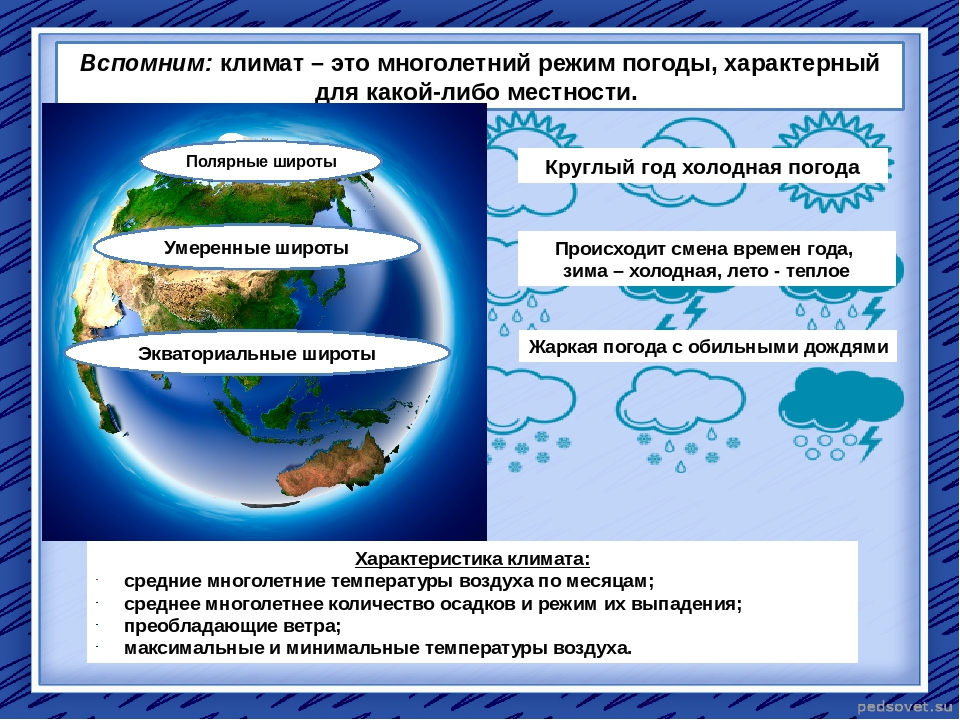 Вспомним: климат – это многолетний режим погоды, характерный
для какой-либо местности.
Полярные широты
Круглый год холодная погода
Умеренные широты
Происходит смена времен года,
зима – холодная, лето - теплое
Экваториальные широты
Жаркая погода с обильными дождями
Характеристика климата:
средние многолетние температуры воздуха по месяцам;
среднее многолетнее количество осадков и режим их выпадения;
преобладающие ветра;
максимальные и минимальные температуры воздуха.
pedsovet.su